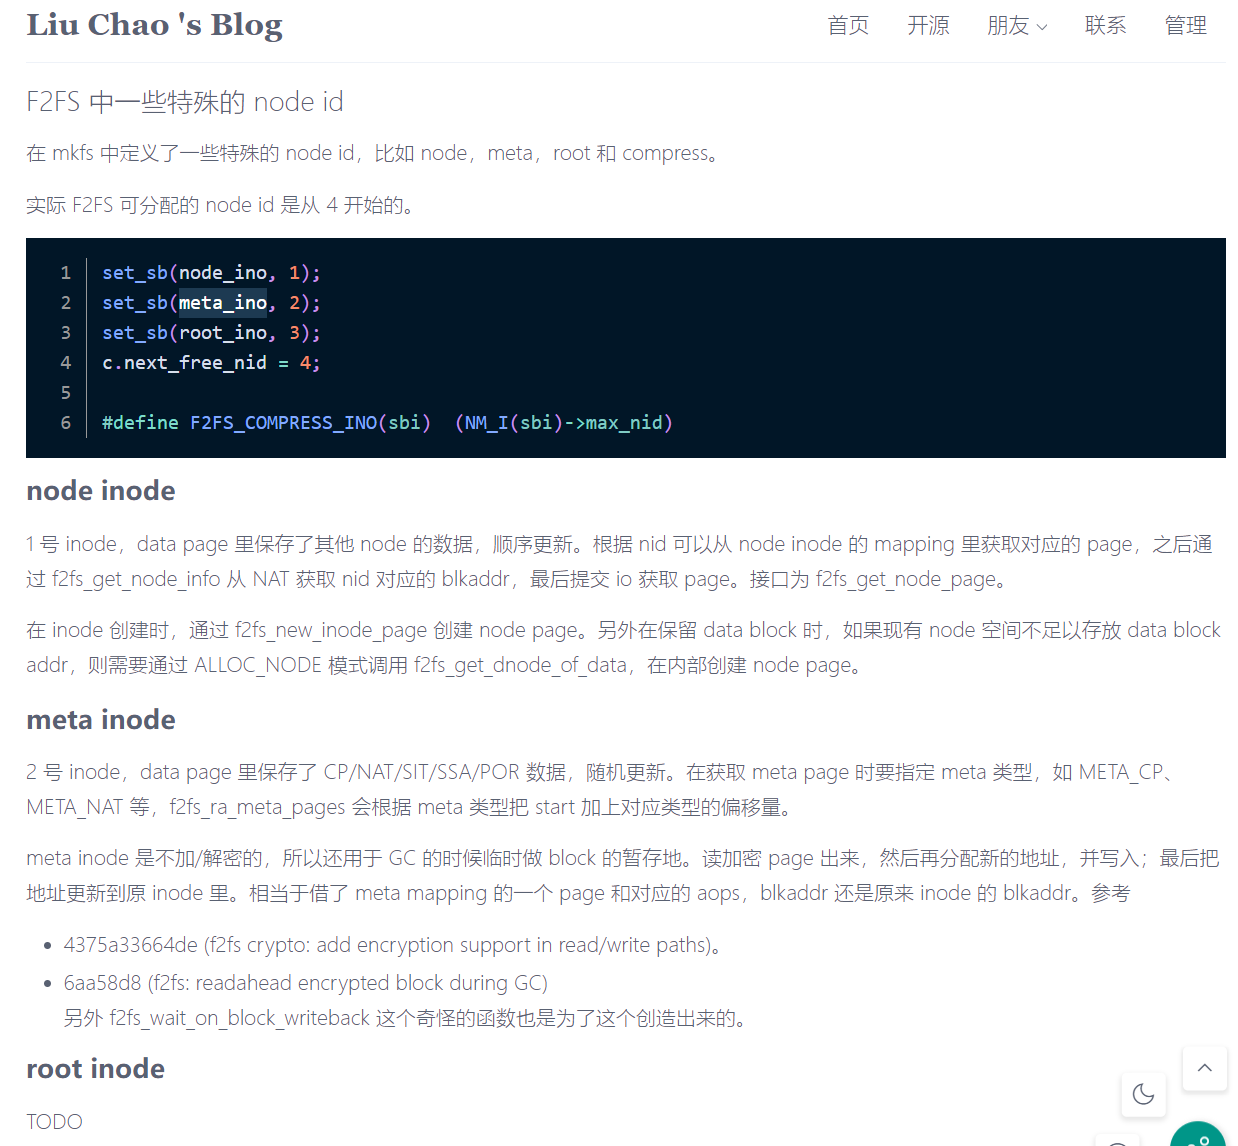 Liu Chao 's Blog
首页 开源 朋友 联系 管理
F2FS 中一些特殊的 node id
在 mkfs 中定义了一些特殊的 node id，比如 node，meta，root 和 compress。
实际 F2FS 可分配的 node id 是从 4 开始的。
1 set_sb(node_ino, 1);
2 set_sb(meta_ino, 2);
3 set_sb(root_ino, 3);
4 c.next_free_nid = 4;
5
6 #define F2FS_COMPRESS_INO(sbi)  (NM_I(sbi)->max_nid)
node inode
1 号 inode，data page 里保存了其他 node 的数据，顺序更新。根据 nid 可以从 node inode 的 mapping 里获取对应的 page，之后通
过 f2fs_get_node_info 从 NAT 获取 nid 对应的 blkaddr，最后提交 io 获取 page。接口为 f2fs_get_node_page。
在 inode 创建时，通过 f2fs_new_inode_page 创建 node page。另外在保留 data block 时，如果现有 node 空间不足以存放 data block
addr，则需要通过 ALLOC_NODE 模式调用 f2fs_get_dnode_of_data，在内部创建 node page。
meta inode
2 号 inode，data page 里保存了 CP/NAT/SIT/SSA/POR 数据，随机更新。在获取 meta page 时要指定 meta 类型，如 META_CP、
META_NAT 等，f2fs_ra_meta_pages 会根据 meta 类型把 start 加上对应类型的偏移量。
meta inode 是不加/解密的，所以还用于 GC 的时候临时做 block 的暂存地。读加密 page 出来，然后再分配新的地址，并写入；最后把
地址更新到原 inode 里。相当于借了 meta mapping 的一个 page 和对应的 aops，blkaddr 还是原来 inode 的 blkaddr。参考
• 4375a33664de (f2fs crypto: add encryption support in read/write paths)。
• 6aa58d8 (f2fs: readahead encrypted block during GC)
另外 f2fs_wait_on_block_writeback 这个奇怪的函数也是为了这个创造出来的。
root inode
TODO